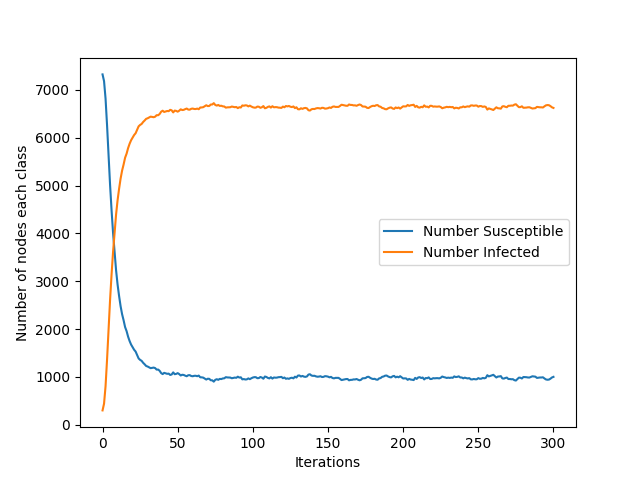 7000
6000
5000
4000
3000
2000
1000
0
Number of nodes each class
Number Susceptible
Number Infected
0 50 100 150 200 250 300
Iterations